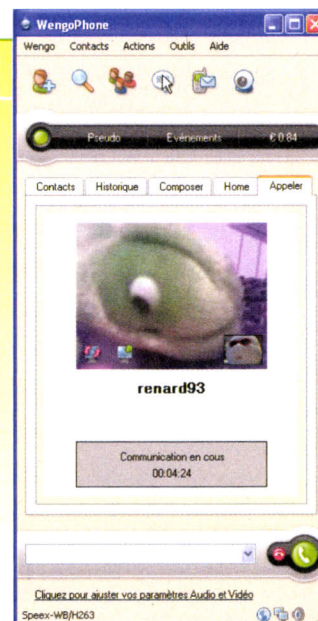 WengoPhone
Wengo Contacts Actions Outils Aide
Pseudo Evénements € 0.84
Contacts Historique Composer Home Appeler
renard93
Communication en cous
00:04:24
Cliquez pour ajuster vos paramètres Audio et Vidéo
Speex-WB/H263